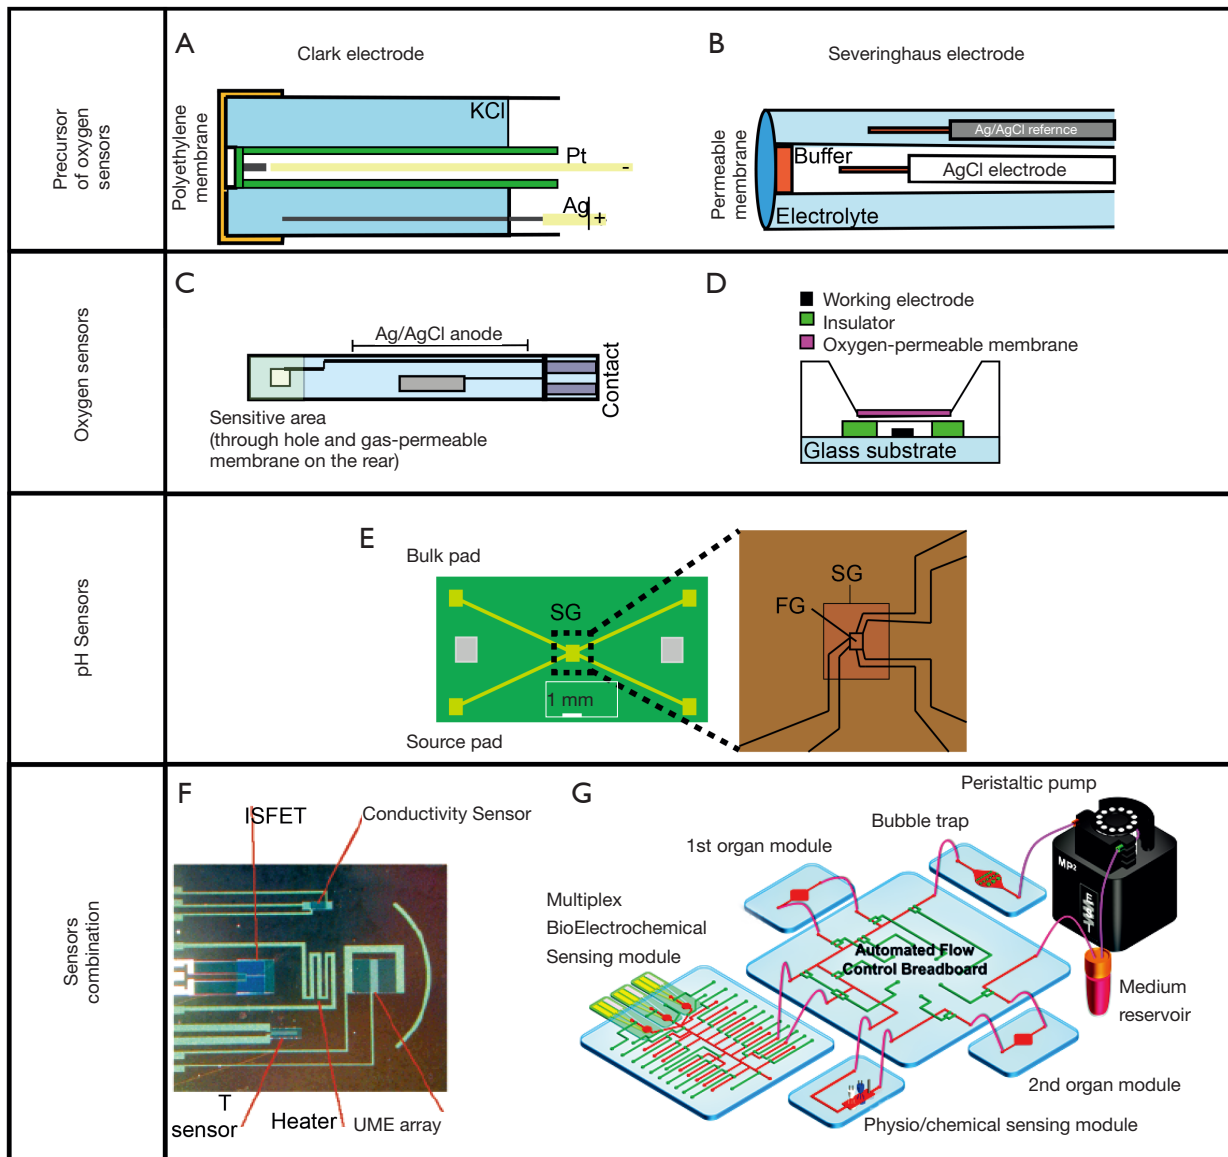 Precursor
of oxygen
sensors
A
Clark electrode
Polyethylene
membrane
KCl
Pt
-
Ag
+
B
Severinghaus electrode
Permeable
membrane
Ag/AgCl refernce
Buffer
AgCl electrode
Electrolyte
Oxygen sensors
C
Ag/AgCl anode
Contact
Sensitive area
(through hole and gas-permeable
membrane on the rear)
D
Working electrode
Insulator
Oxygen-permeable membrane
Glass substrate
pH Sensors
E
Bulk pad
SG
1 mm
Source pad
SG
FG
Sensors
combination
F
ISFET
Conductivity Sensor
T
sensor
Heater
UME array
G
Peristaltic pump
Bubble trap
1st organ module
MP2
Multiplex
BioElectrochemical
Sensing module
Automated Flow
Control Breadboard
Medium
reservoir
2nd organ module
Physio/chemical sensing module